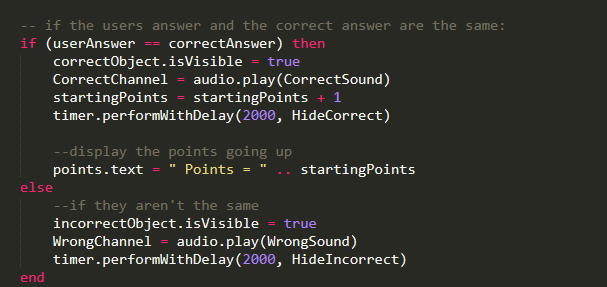 -- if the users answer and the correct answer are the same:
if (userAnswer == correctAnswer) then
correctObject.isVisible = true
CorrectChannel = audio.play(CorrectSound)
startingPoints = startingPoints + 1
timer.performWithDelay(2000, HideCorrect)
--display the points going up
points.text = " Points = " .. startingPoints
else
--if they aren't the same
incorrectObject.isVisible = true
WrongChannel = audio.play(WrongSound)
timer.performWithDelay(2000, HideIncorrect)
end